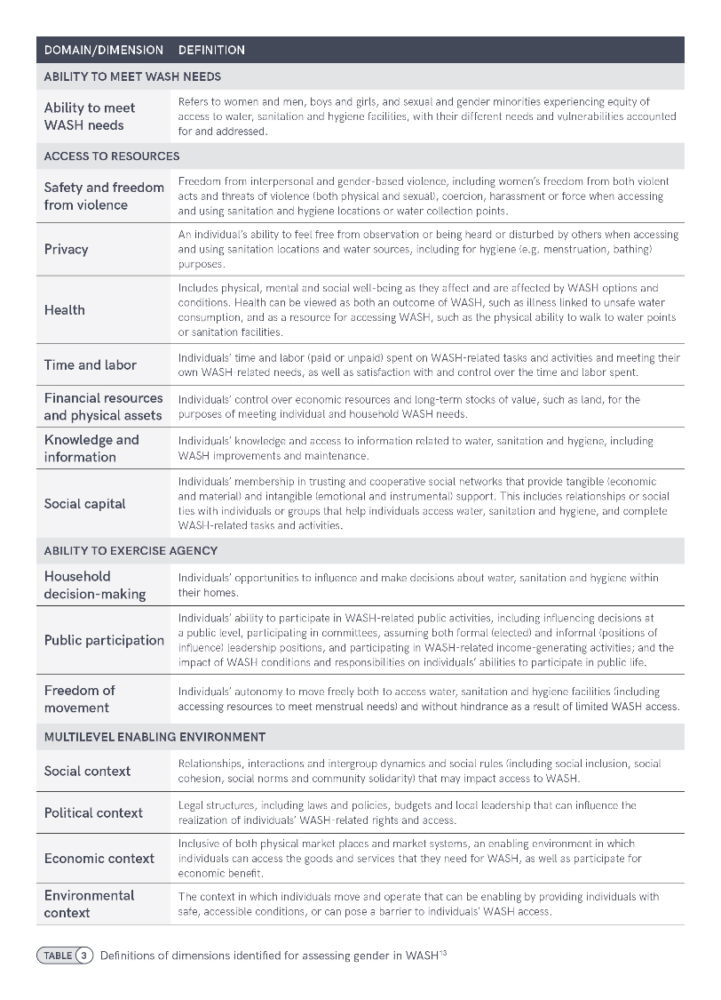 DOMAIN/DIMENSION DEFINITION
ABILITY TO MEET WASH NEEDS
Ability to meet
WASH needs
Refers to women and men, boys and girls, and sexual and gender minorities experiencing equity of
access to water, sanitation and hygiene facilities, with their different needs and vulnerabilities accounted
for and addressed.
ACCESS TO RESOURCES
Safety and freedom
from violence
Freedom from interpersonal and gender-based violence, including women’s freedom from both violent
acts and threats of violence (both physical and sexual), coercion, harassment or force when accessing
and using sanitation and hygiene locations or water collection points.
Privacy
An individual’s ability to feel free from observation or being heard or disturbed by others when accessing
and using sanitation locations and water sources, including for hygiene (e.g. menstruation, bathing)
purposes.
Health
Includes physical, mental and social well-being as they affect and are affected by WASH options and
conditions. Health can be viewed as both an outcome of WASH, such as illness linked to unsafe water
consumption, and as a resource for accessing WASH, such as the physical ability to walk to water points
or sanitation facilities.
Time and labor
Individuals’ time and labor (paid or unpaid) spent on WASH-related tasks and activities and meeting their
own WASH-related needs, as well as satisfaction with and control over the time and labor spent.
Financial resources
and physical assets
Individuals’ control over economic resources and long-term stocks of value, such as land, for the
purposes of meeting individual and household WASH needs.
Knowledge and
information
Individuals’ knowledge and access to information related to water, sanitation and hygiene, including
WASH improvements and maintenance.
Social capital
Individuals’ membership in trusting and cooperative social networks that provide tangible (economic
and material) and intangible (emotional and instrumental) support. This includes relationships or social
ties with individuals or groups that help individuals access water, sanitation and hygiene, and complete
WASH-related tasks and activities.
ABILITY TO EXERCISE AGENCY
Household
decision-making
Individuals’ opportunities to influence and make decisions about water, sanitation and hygiene within
their homes.
Public participation
Individuals’ ability to participate in WASH-related public activities, including influencing decisions at
a public level, participating in committees, assuming both formal (elected) and informal (positions of
influence) leadership positions, and participating in WASH-related income-generating activities; and the
impact of WASH conditions and responsibilities on individuals’ abilities to participate in public life.
Freedom of
movement
Individuals’ autonomy to move freely both to access water, sanitation and hygiene facilities (including
accessing resources to meet menstrual needs) and without hindrance as a result of limited WASH access.
MULTILEVEL ENABLING ENVIRONMENT
Social context
Relationships, interactions and intergroup dynamics and social rules (including social inclusion, social
cohesion, social norms and community solidarity) that may impact access to WASH.
Political context
Legal structures, including laws and policies, budgets and local leadership that can influence the
realization of individuals’ WASH-related rights and access.
Economic context
Inclusive of both physical market places and market systems, an enabling environment in which
individuals can access the goods and services that they need for WASH, as well as participate for
economic benefit.
Environmental
context
The context in which individuals move and operate that can be enabling by providing individuals with
safe, accessible conditions, or can pose a barrier to individuals’ WASH access.
TABLE 3 Definitions of dimensions identified for assessing gender in WASH¹³